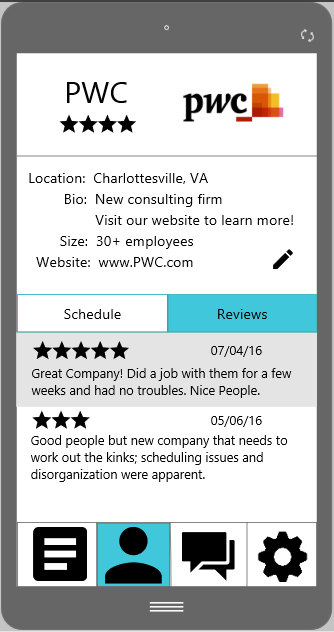 PWC
pwc
Location: Charlottesville, VA
Bio: New consulting firm
Visit our website to learn more!
Size: 30+ employees
Website: www.PWC.com
Schedule
Reviews
07/04/16
Great Company! Did a job with them for a few
weeks and had no troubles. Nice People.
05/06/16
Good people but new company that needs to
work out the kinks; scheduling issues and
disorganization were apparent.